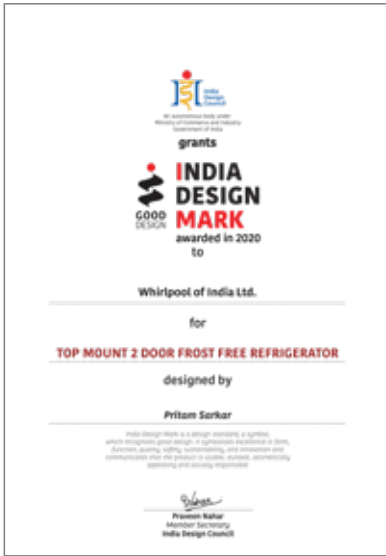 India
Design
Council
An autonomous body under
Ministry of Commerce and Industry
Government of India
grants
INDIA
DESIGN
MARK
GOOD
DESIGN
awarded in 2020
to
Whirlpool of India Ltd.
for
TOP MOUNT 2 DOOR FROST FREE REFRIGERATOR
designed by
Pritam Sarkar
India Design Mark is a design standard, a symbol,
which recognises good design. It symbolises excellence in form,
function, quality, safety, sustainability, and innovation and
communicates that the product is usable, durable, aesthetically
appealing and socially responsible
Praveen Nahar
Member Secretary
India Design Council